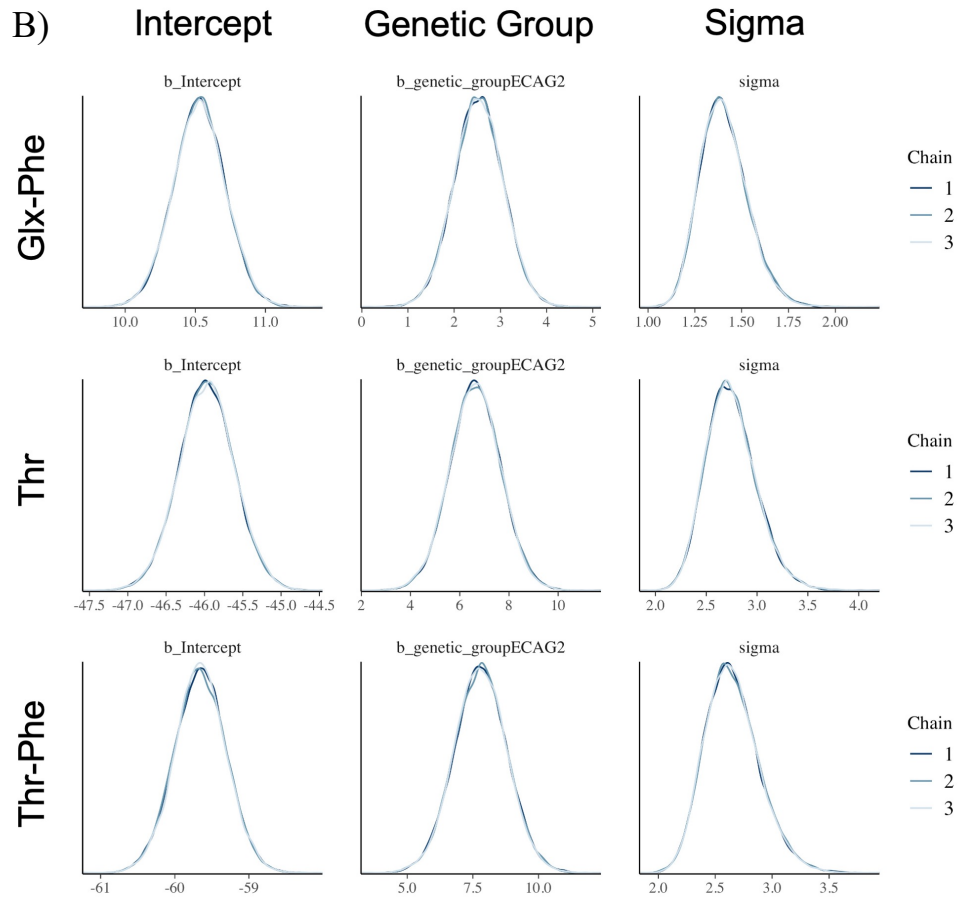 B) Intercept Genetic Group Sigma
b_Intercept b_genetic_groupECAG2 sigma
Glx-Phe
Chain
1
2
3
10.0 10.5 11.0 0 1 2 3 4 5 1.00 1.25 1.50 1.75 2.00
b_Intercept b_genetic_groupECAG2 sigma
Thr
Chain
1
2
3
-47.5 -47.0 -46.5 -46.0 -45.5 -45.0 -44.5 2 4 6 8 10 2.0 2.5 3.0 3.5 4.0
b_Intercept b_genetic_groupECAG2 sigma
Thr-Phe
Chain
1
2
3
-61 -60 -59 5.0 7.5 10.0 2.0 2.5 3.0 3.5